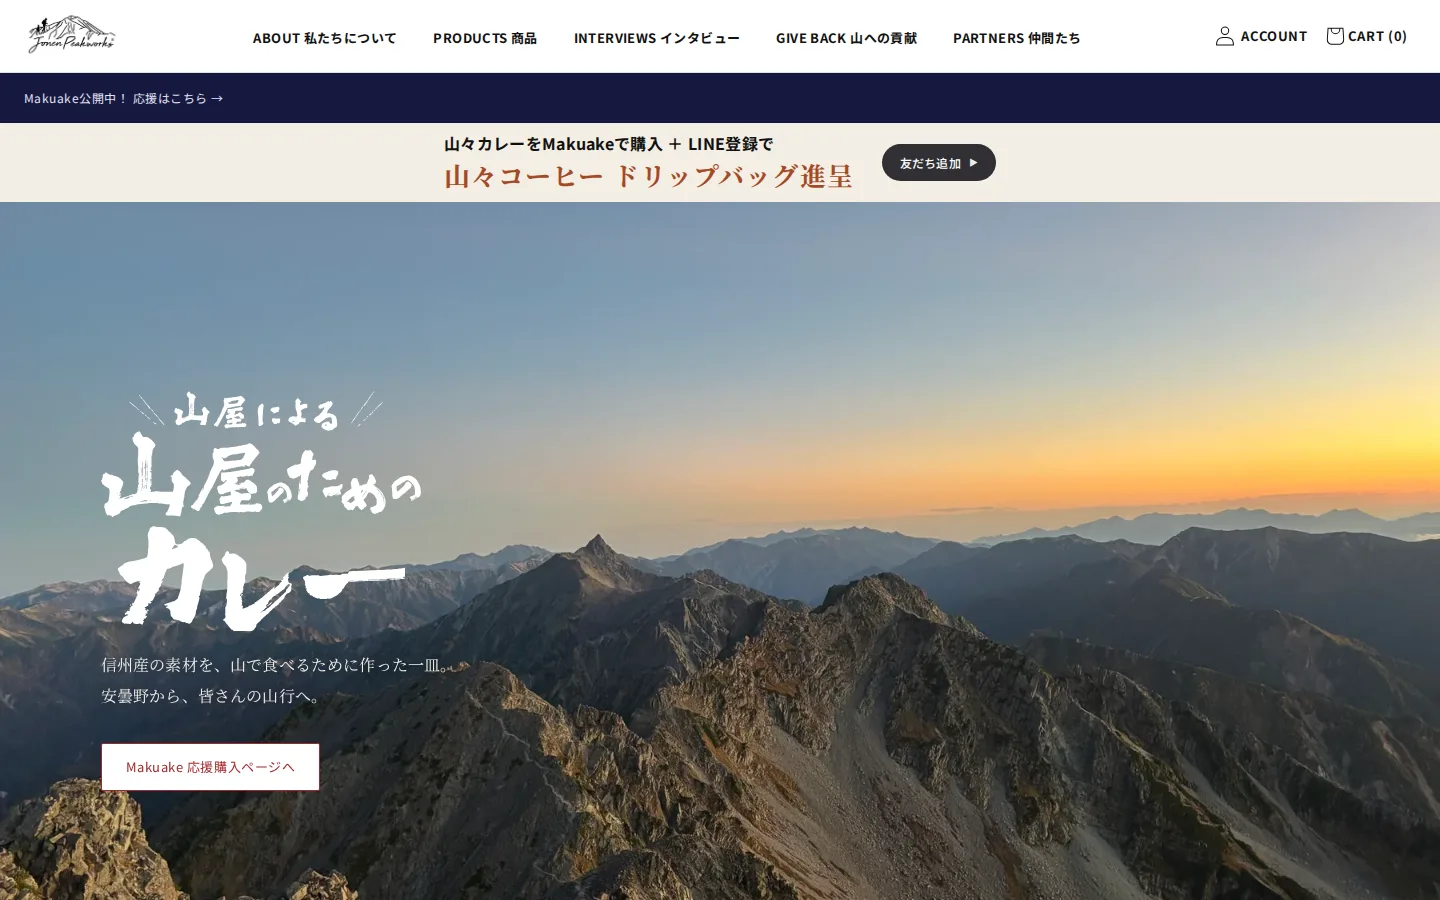 Jonen Peakworks
ABOUT 私たちについて
PRODUCTS 商品
INTERVIEWS インタビュー
GIVE BACK 山への貢献
PARTNERS 仲間たち
ACCOUNT
CART (0)
Makuake公開中！ 応援はこちら →
山々カレーをMakuakeで購入 ＋ LINE登録で
山々コーヒー ドリップバッグ進呈
友だち追加 ▶
山屋による
山屋のための
カレー
信州産の素材を、山で食べるために作った一皿。
安曇野から、皆さんの山行へ。
Makuake 応援購入ページへ